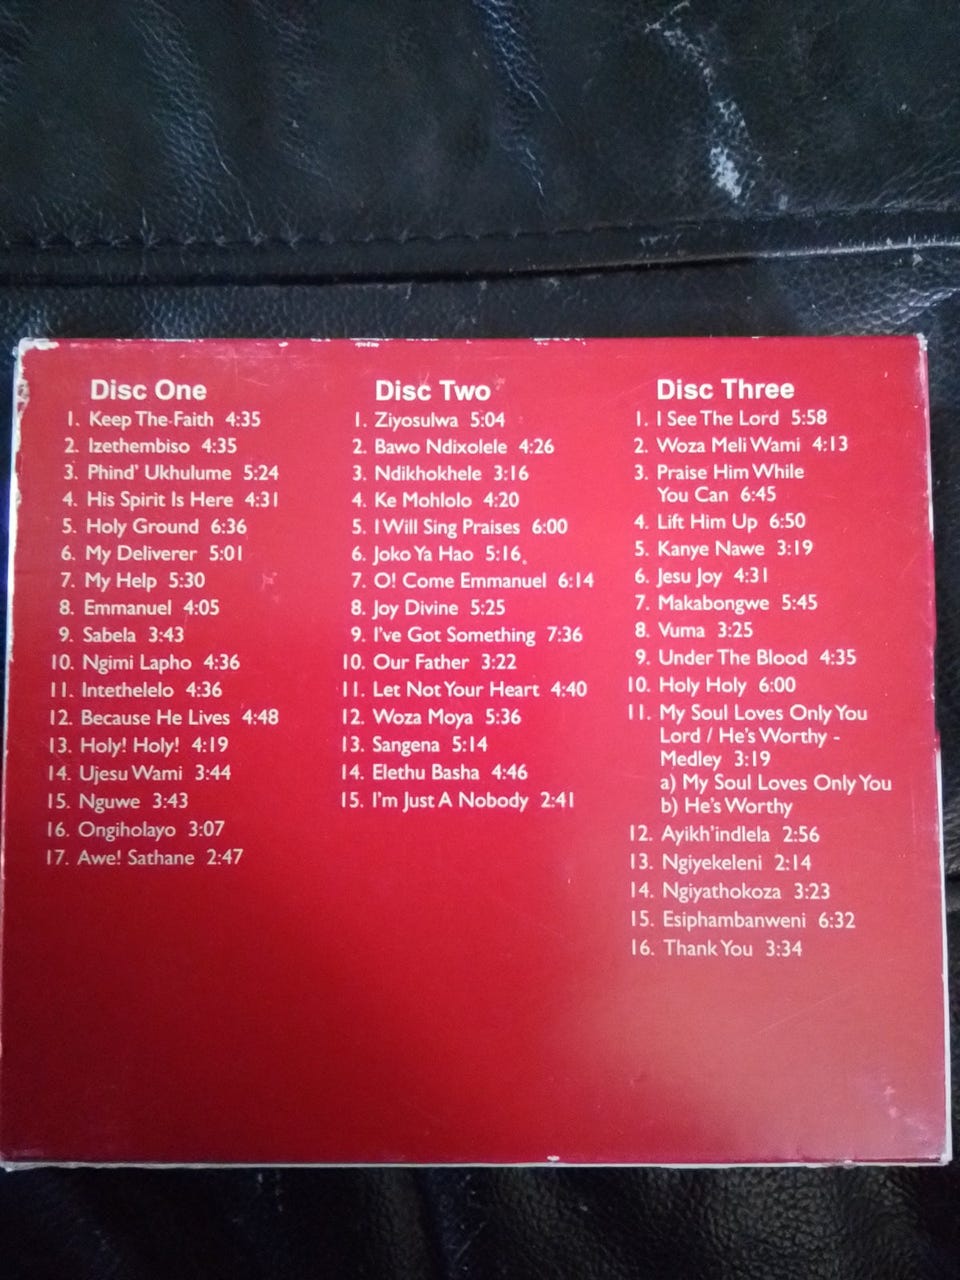 Disc One
1. Keep The Faith 4:35
2. Izethembiso 4:35
3. Phind' Ukhulume 5:24
4. His Spirit Is Here 4:31
5. Holy Ground 6:36
6. My Deliverer 5:01
7. My Help 5:30
8. Emmanuel 4:05
9. Sabela 3:43
10. Ngimi Lapho 4:36
11. Intethelelo 4:36
12. Because He Lives 4:48
13. Holy! Holy! 4:19
14. Ujesu Wami 3:44
15. Nguwe 3:43
16. Ongiholayo 3:07
17. Awe! Sathane 2:47
Disc Two
1. Ziyosulwa 5:04
2. Bawo Ndixolele 4:26
3. Ndikhokhele 3:16
4. Ke Mohlolo 4:20
5. I Will Sing Praises 6:00
6. Joko Ya Hao 5:16
7. O! Come Emmanuel 6:14
8. Joy Divine 5:25
9. I've Got Something 7:36
10. Our Father 3:22
11. Let Not Your Heart 4:40
12. Woza Moya 5:36
13. Sangena 5:14
14. Elethu Basha 4:46
15. I'm Just A Nobody 2:41
Disc Three
1. I See The Lord 5:58
2. Woza Meli Wami 4:13
3. Praise Him While
You Can 6:45
4. Lift Him Up 6:50
5. Kanye Nawe 3:19
6. Jesu Joy 4:31
7. Makabongwe 5:45
8. Vuma 3:25
9. Under The Blood 4:35
10. Holy Holy 6:00
11. My Soul Loves Only You
Lord / He's Worthy -
Medley 3:19
a) My Soul Loves Only You
b) He's Worthy
12. Ayikh'indlela 2:56
13. Ngiyekeleni 2:14
14. Ngiyathokoza 3:23
15. Esiphambanweni 6:32
16. Thank You 3:34